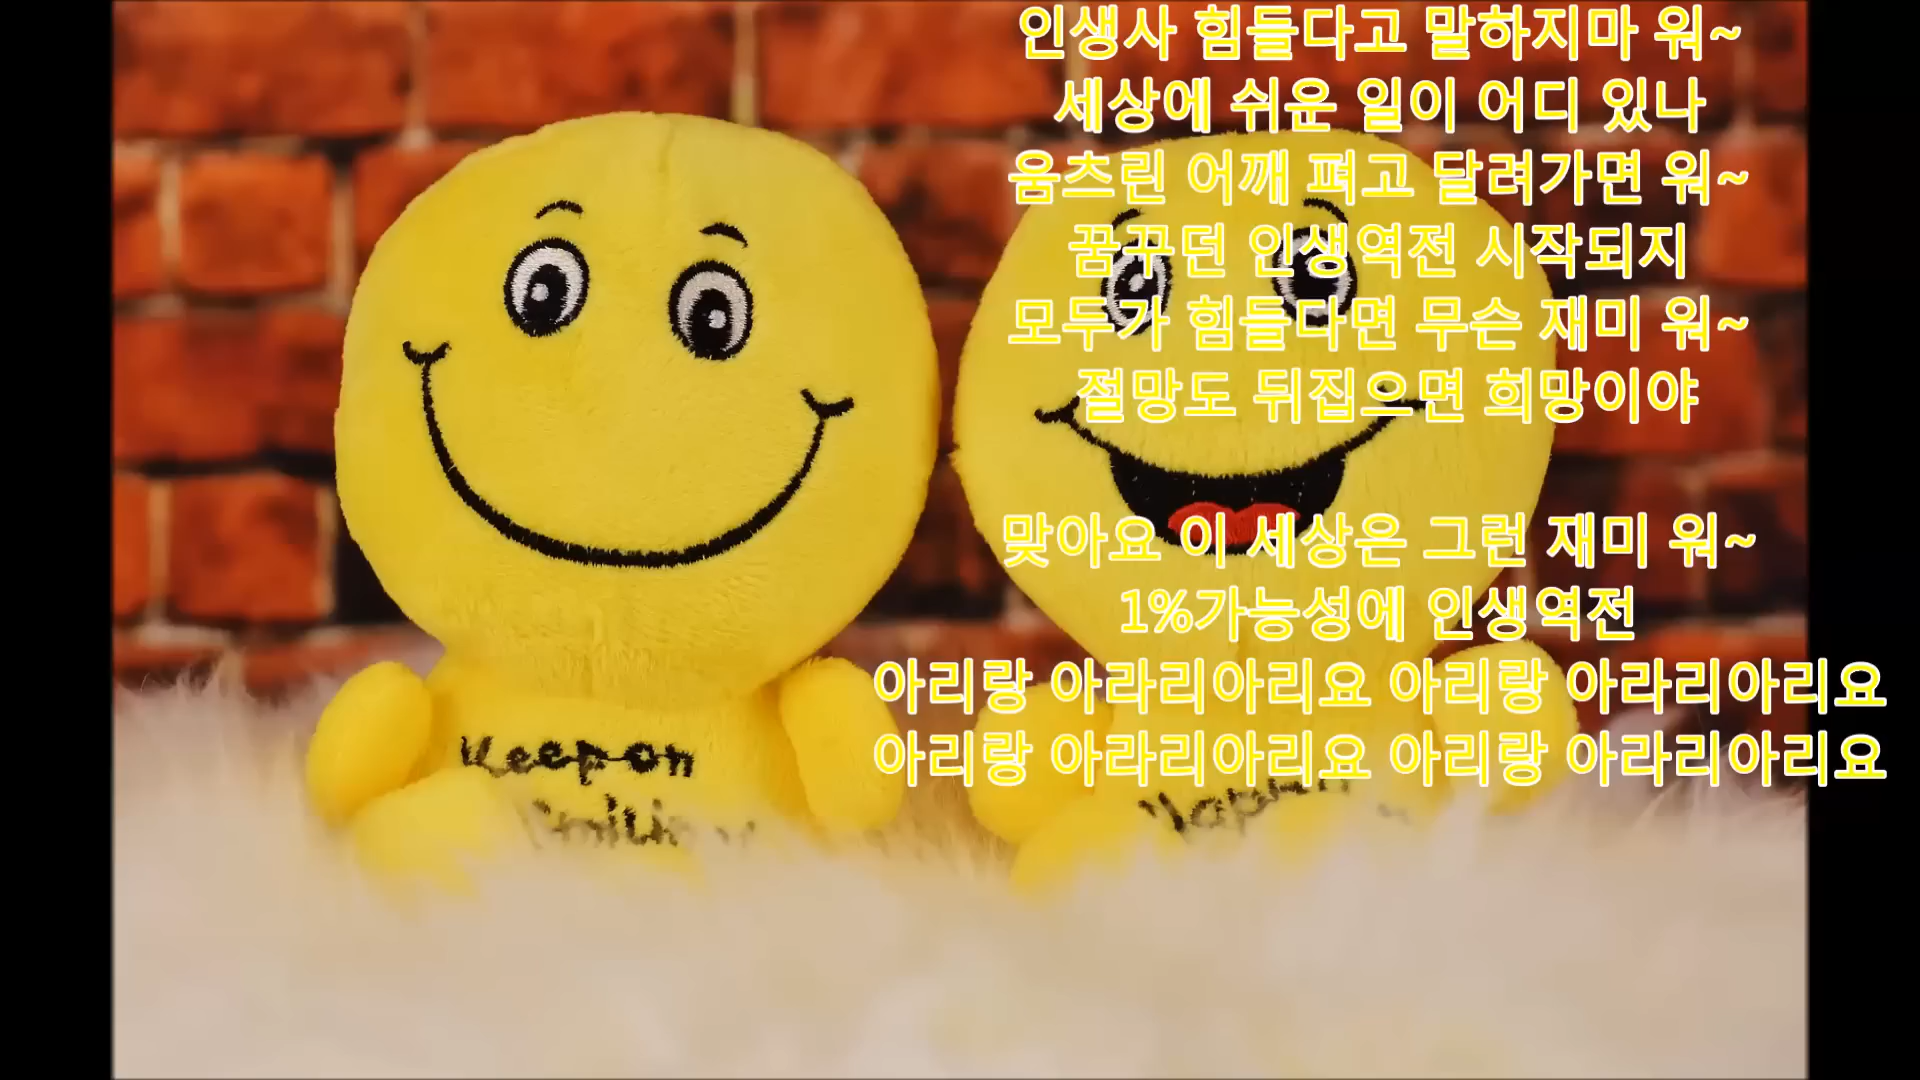 인생사 힘들다고 말하지마 워~
세상에 쉬운 일이 어디 있나
움츠린 어깨 펴고 달려가면 워~
꿈꾸던 인생역전 시작되지
모두가 힘들다면 무슨 재미 워~
절망도 뒤집으면 희망이야
맞아요 이 세상은 그런 재미 워~
1%가능성에 인생역전
아리랑 아라리아리요 아리랑 아라리아리요
아리랑 아라리아리요 아리랑 아라리아리요
Keep on